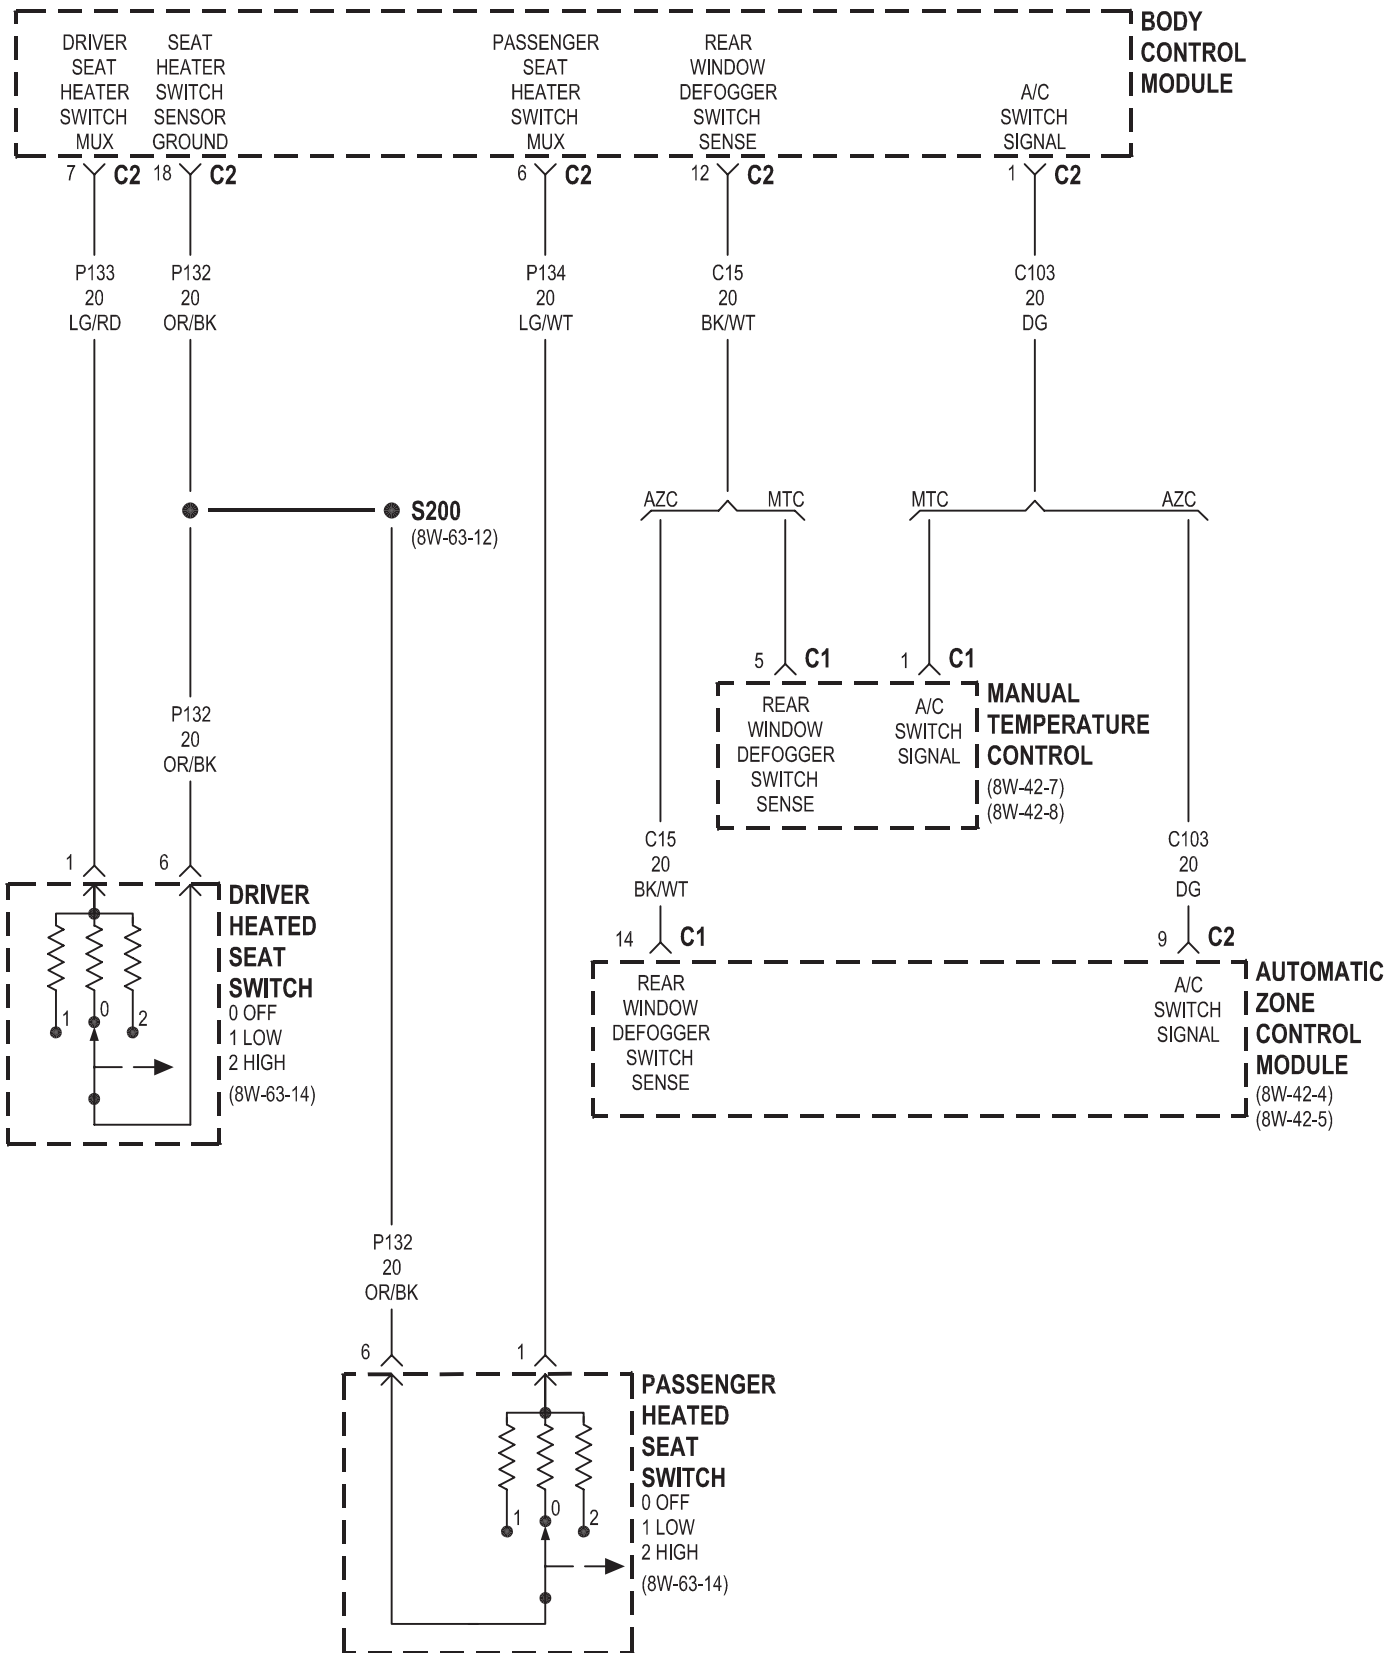 BODY
CONTROL
MODULE
DRIVER
SEAT
HEATER
SWITCH
MUX
SEAT
HEATER
SWITCH
SENSOR
GROUND
PASSENGER
SEAT
HEATER
SWITCH
MUX
REAR
WINDOW
DEFOGGER
SWITCH
SENSE
A/C
SWITCH
SIGNAL
7 C2
18 C2
6 C2
12 C2
1 C2
P133
20
LG/RD
P132
20
OR/BK
P134
20
LG/WT
C15
20
BK/WT
C103
20
DG
S200
(8W-63-12)
AZC
MTC
MTC
AZC
5 C1
1 C1
REAR
WINDOW
DEFOGGER
SWITCH
SENSE
A/C
SWITCH
SIGNAL
MANUAL
TEMPERATURE
CONTROL
(8W-42-7)
(8W-42-8)
P132
20
OR/BK
C15
20
BK/WT
C103
20
DG
1
6
DRIVER
HEATED
SEAT
SWITCH
0 OFF
1 LOW
2 HIGH
(8W-63-14)
1
0
2
14 C1
9 C2
REAR
WINDOW
DEFOGGER
SWITCH
SENSE
A/C
SWITCH
SIGNAL
AUTOMATIC
ZONE
CONTROL
MODULE
(8W-42-4)
(8W-42-5)
P132
20
OR/BK
6
1
PASSENGER
HEATED
SEAT
SWITCH
0 OFF
1 LOW
2 HIGH
(8W-63-14)
1
0
2